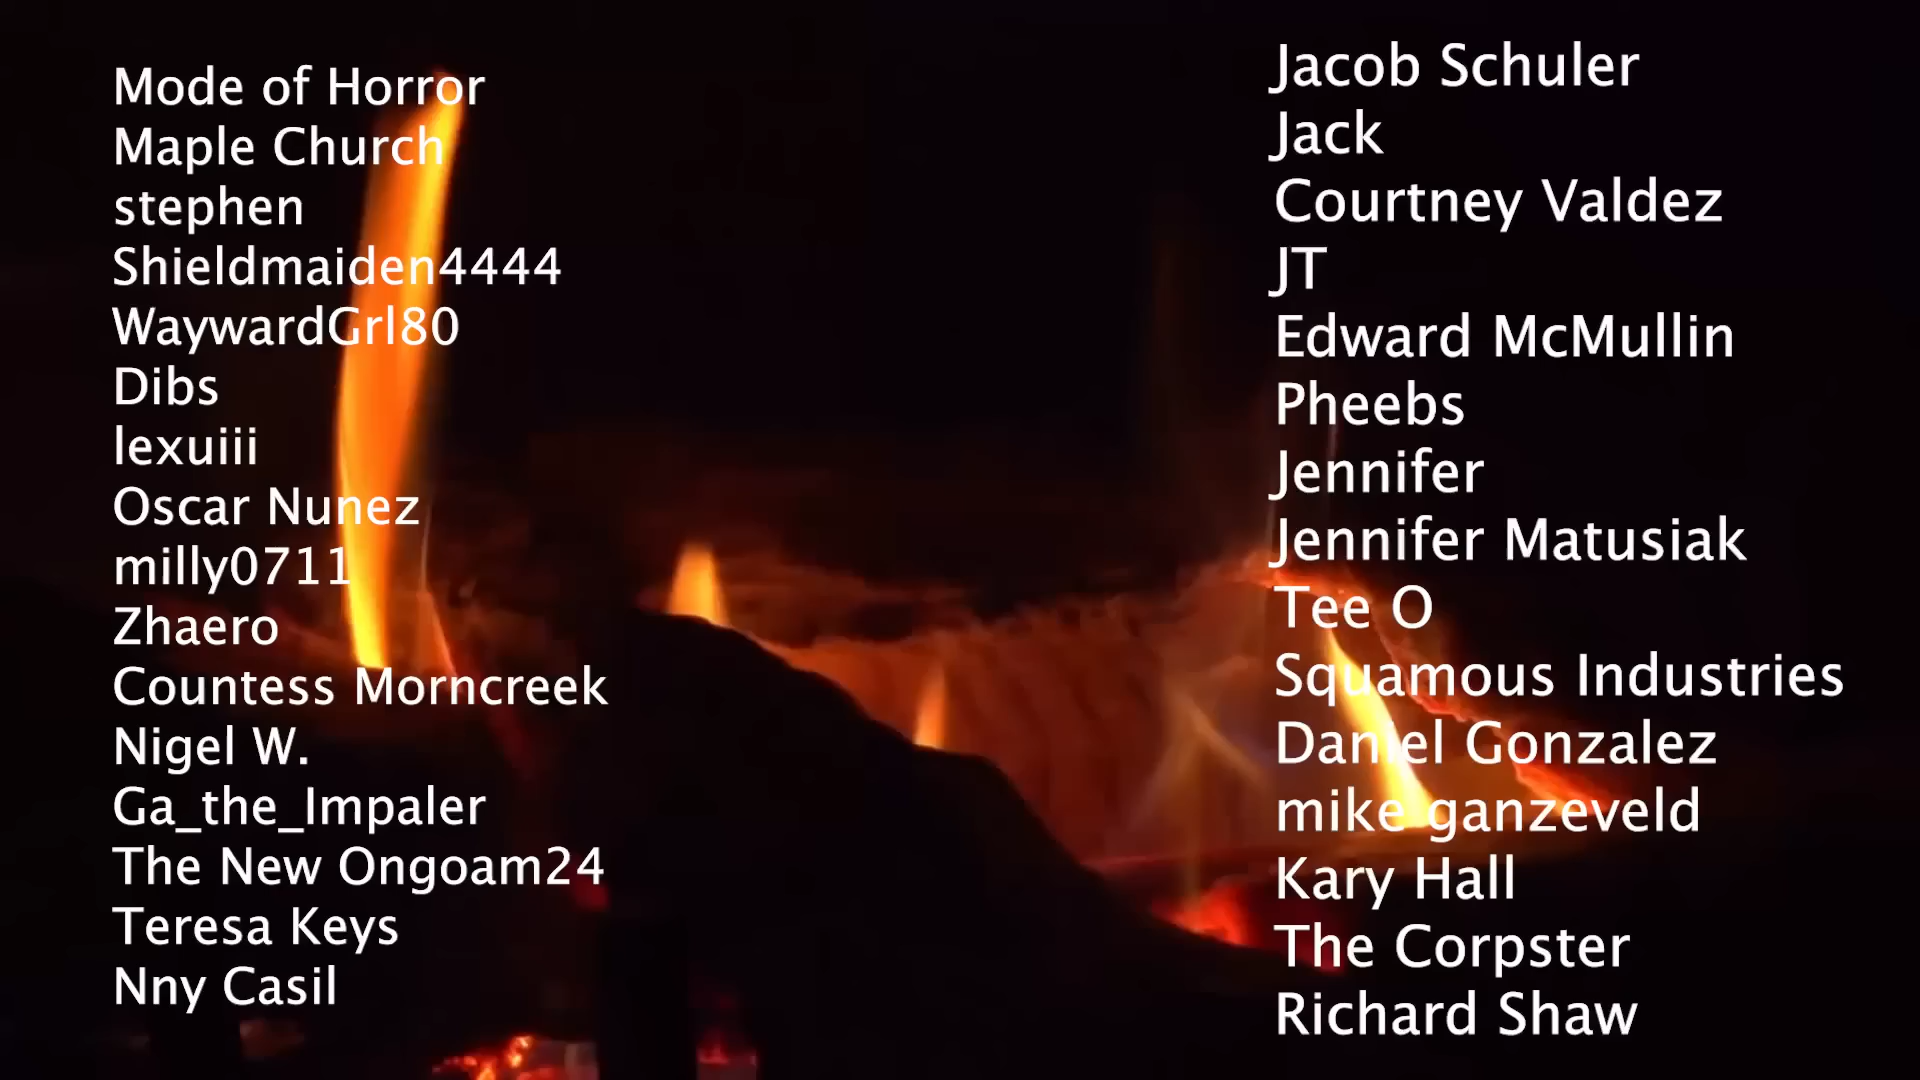 Mode of Horror
Maple Church
stephen
Shieldmaiden4444
WaywardGrl80
Dibs
lexuiii
Oscar Nunez
milly0711
Zhaero
Countess Morncreek
Nigel W.
Ga_the_Impaler
The New Ongoam24
Teresa Keys
Nny Casil
Jacob Schuler
Jack
Courtney Valdez
JT
Edward McMullin
Pheebs
Jennifer
Jennifer Matusiak
Tee O
Squamous Industries
Daniel Gonzalez
mike ganzeveld
Kary Hall
The Corpster
Richard Shaw